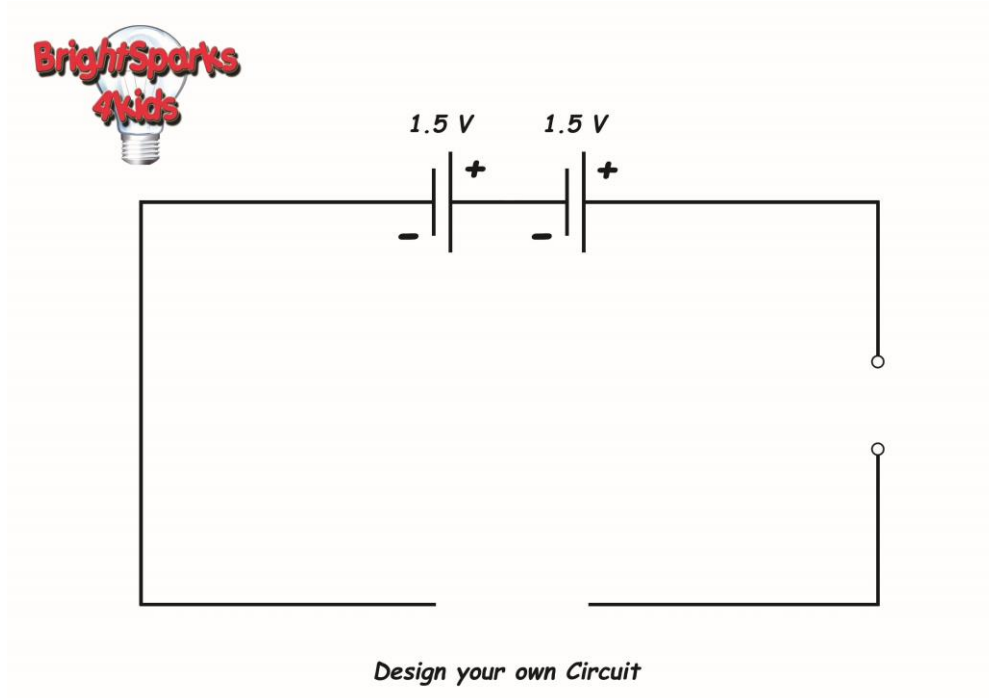 BrightSparks
4kids
1.5 V 1.5 V
+ +
- -
Design your own Circuit